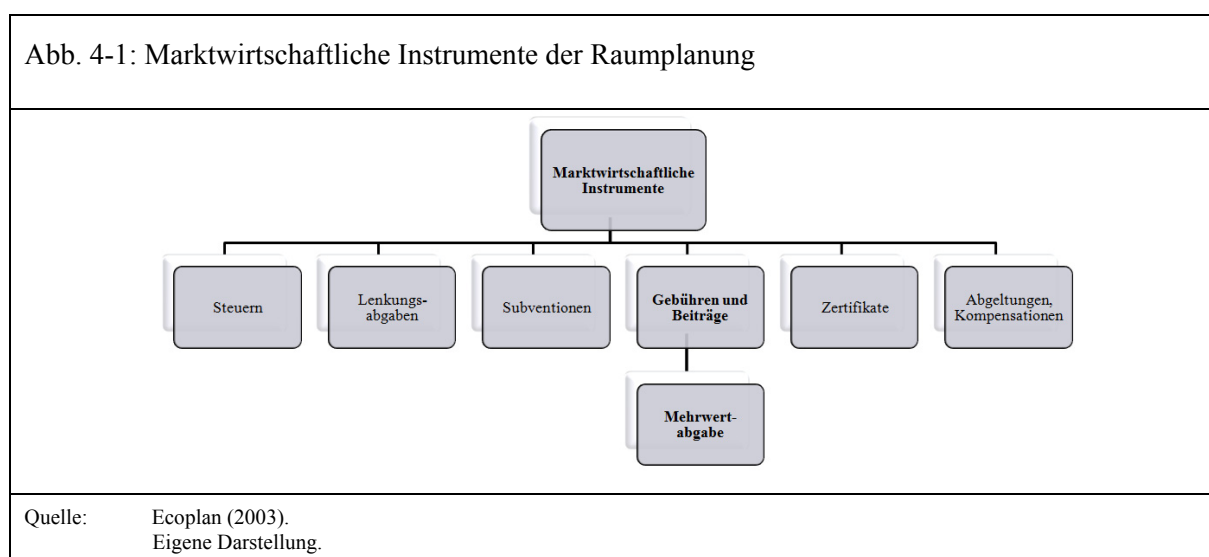 Abb. 4-1: Marktwirtschaftliche Instrumente der Raumplanung
Marktwirtschaftliche
Instrumente
Steuern
Lenkungs-
abgaben
Subventionen
Gebühren und
Beiträge
Zertifikate
Abgeltungen,
Kompensationen
Mehrwert-
abgabe
Quelle: Ecoplan (2003).
Eigene Darstellung.